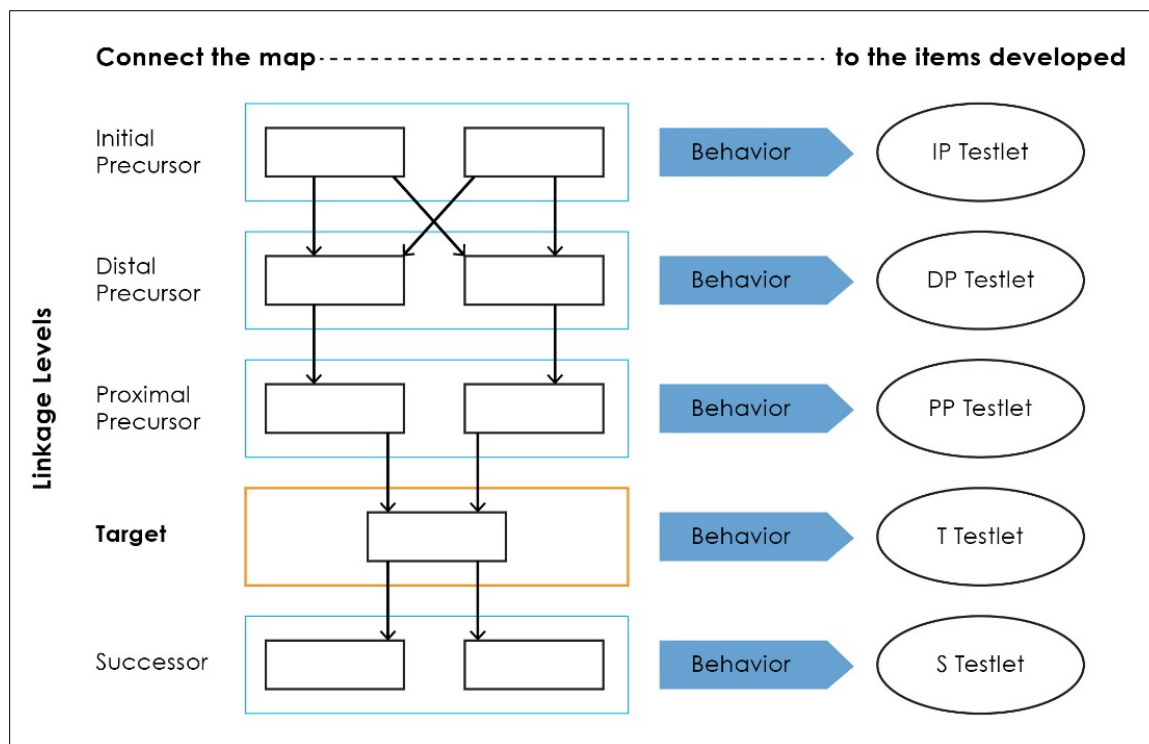 Connect the map
to the items developed
Linkage Levels
Initial
Precursor
Behavior
IP Testlet
Distal
Precursor
Behavior
DP Testlet
Proximal
Precursor
Behavior
PP Testlet
Target
Behavior
T Testlet
Successor
Behavior
S Testlet